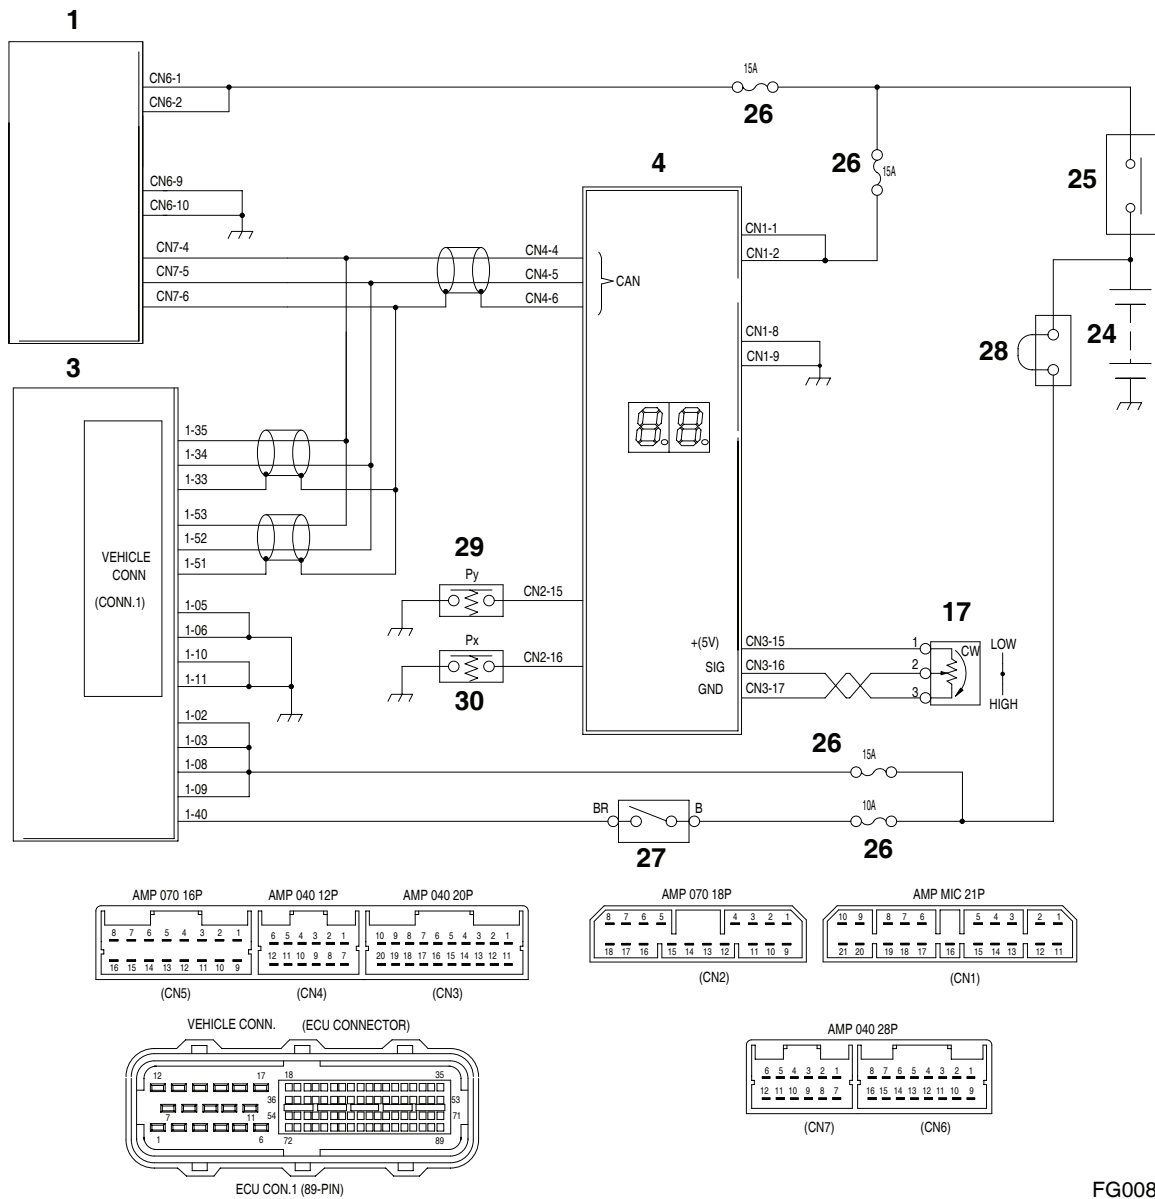 1
CN6-1
CN6-2
15A
26
4
26
15A
25
CN6-9
CN6-10
CN7-4
CN7-5
CN7-6
CN4-4
CN4-5
CN4-6
CAN
CN1-1
CN1-2
CN1-8
CN1-9
28
24
3
1-35
1-34
1-33
1-53
1-52
1-51
1-05
1-06
1-10
1-11
1-02
1-03
1-08
1-09
1-40
VEHICLE
CONN
(CONN.1)
29
Py
CN2-15
Px
CN2-16
30
+(5V)
SIG
GND
CN3-15
CN3-16
CN3-17
17
1
2
3
CW
LOW
HIGH
26
15A
BR
B
27
10A
26
AMP 070 16P
8 7 6 5 4 3 2 1
16 15 14 13 12 11 10 9
(CN5)
AMP 040 12P
6 5 4 3 2 1
12 11 10 9 8 7
(CN4)
AMP 040 20P
10 9 8 7 6 5 4 3 2 1
20 19 18 17 16 15 14 13 12 11
(CN3)
AMP 070 18P
8 7 6 5 4 3 2 1
18 17 16 15 14 13 12 11 10 9
(CN2)
AMP MIC 21P
10 9 8 7 6 5 4 3 2 1
21 20 19 18 17 16 15 14 13 12 11
(CN1)
VEHICLE CONN. (ECU CONNECTOR)
12 17 18 35
36 53
7 11 54 71
1 6 72 89
ECU CON.1 (89-PIN)
AMP 040 28P
6 5 4 3 2 1
12 11 10 9 8 7
(CN7)
8 7 6 5 4 3 2 1
16 15 14 13 12 11 10 9
(CN6)
FG008